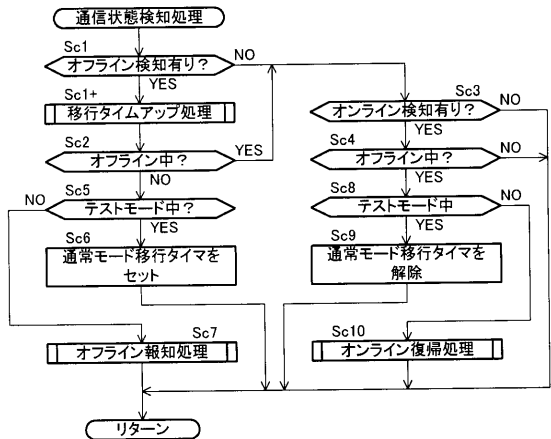 通信状態検知処理
Sc1
オフライン検知有り?
NO
YES
Sc1+
移行タイムアップ処理
Sc2
オフライン中?
YES
NO
Sc5
NO
テストモード中?
YES
Sc6
通常モード移行タイマを
セット
Sc7
オフライン報知処理
リターン
Sc3
オンライン検知有り?
NO
YES
Sc4
オフライン中?
NO
YES
Sc8
テストモード中
NO
YES
Sc9
通常モード移行タイマを
解除
Sc10
オンライン復帰処理